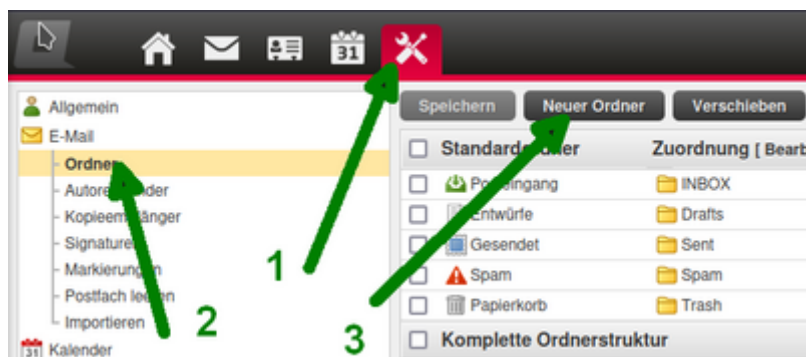 31
Allgemein
E-Mail
Ordner
Autoresponder
Kopieempfänger
Signaturen
Markierungen
Postfach leeren
Importieren
31 Kalender
Speichern Neuer Ordner Verschieben
Standardordner Zuordnung [ Bearb
Posteingang INBOX
Entwürfe Drafts
Gesendet Sent
Spam Spam
Papierkorb Trash
Komplette Ordnerstruktur
1
2
3